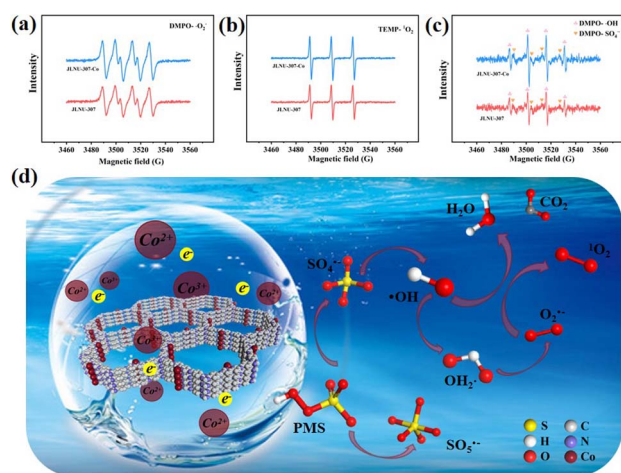 (a)
DMPO- ·O₂⁻
JLNU-307-Co
JLNU-307
Intensity
3460 3480 3500 3520 3540 3560
Magnetic field (G)
(b)
TEMP- ¹O₂
JLNU-307-Co
JLNU-307
Intensity
3460 3480 3500 3520 3540 3560
Magnetic field (G)
(c)
DMPO- ·OH
DMPO- SO₄·⁻
JLNU-307-Co
JLNU-307
Intensity
3460 3480 3500 3520 3540 3560
Magnetic field (G)
(d)
Co²⁺
e⁻
Co²⁺
Co³⁺
e⁻
Co²⁺
e⁻
e⁻
Co²⁺
e⁻
Co²⁺
H₂O
CO₂
SO₄•⁻
•OH
¹O₂
O₂•⁻
OH₂·
PMS
SO₅•⁻
S
C
H
N
O
Co